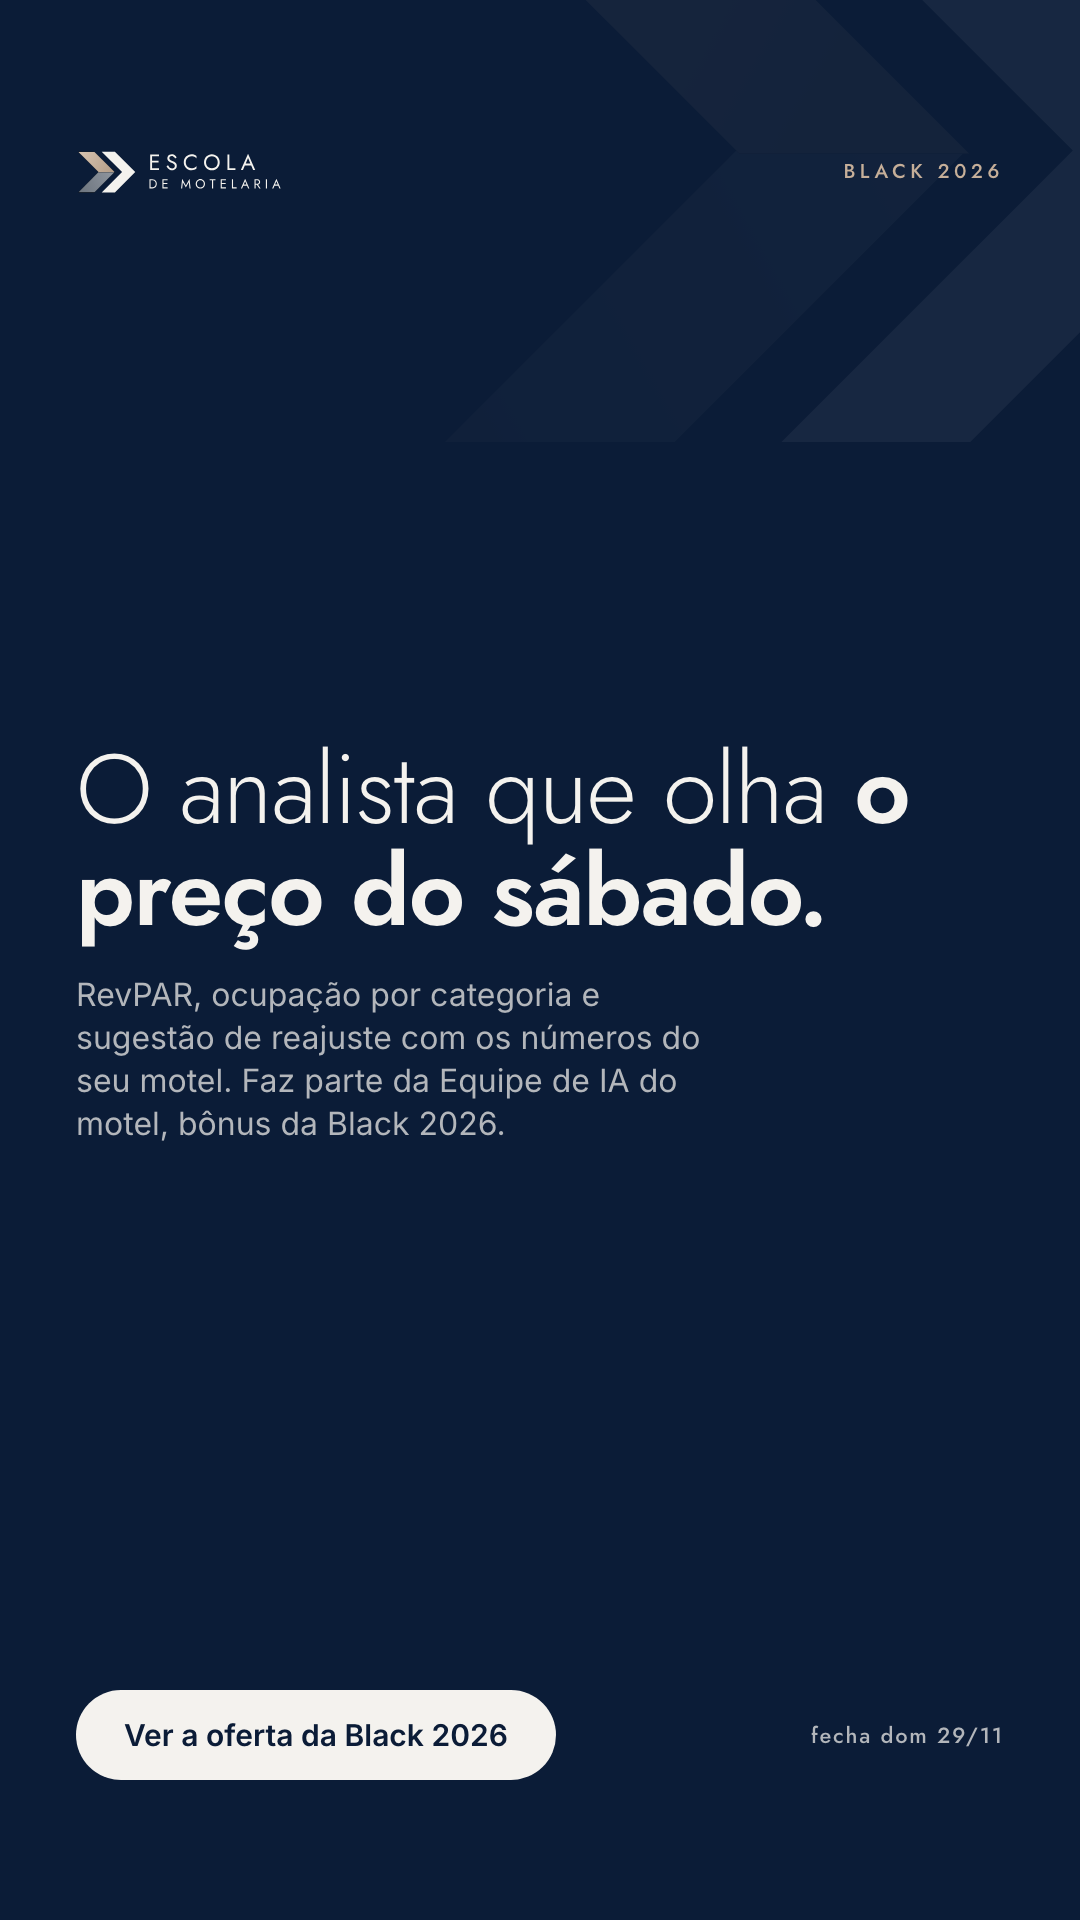 ESCOLA
DE MOTELARIA
BLACK 2026
O analista que olha o
preço do sábado.
RevPAR, ocupação por categoria e
sugestão de reajuste com os números do
seu motel. Faz parte da Equipe de IA do
motel, bônus da Black 2026.
Ver a oferta da Black 2026
fecha dom 29/11